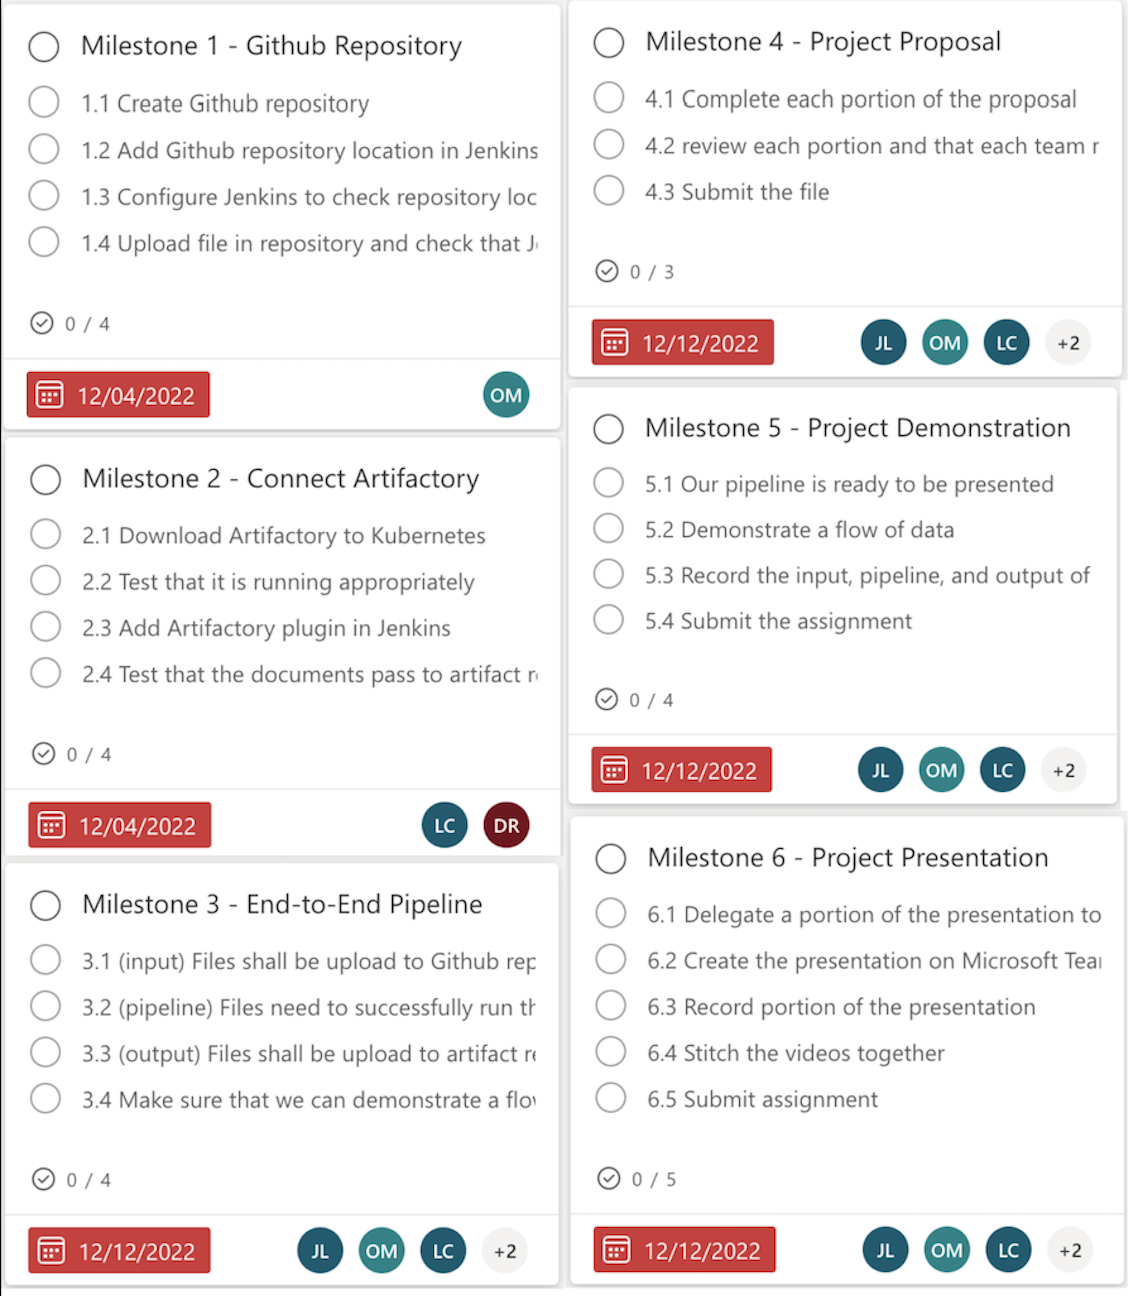 Milestone 1 - Github Repository
1.1 Create Github repository
1.2 Add Github repository location in Jenkins
1.3 Configure Jenkins to check repository loc
1.4 Upload file in repository and check that
0 / 4
12/04/2022
OM
Milestone 2 - Connect Artifactory
2.1 Download Artifactory to Kubernetes
2.2 Test that it is running appropriately
2.3 Add Artifactory plugin in Jenkins
2.4 Test that the documents pass to artifact
0 / 4
12/04/2022
LC
DR
Milestone 3 - End-to-End Pipeline
3.1 (input) Files shall be upload to Github rep
3.2 (pipeline) Files need to successfully run th
3.3 (output) Files shall be upload to artifact
3.4 Make sure that we can demonstrate a flo
0 / 4
12/12/2022
JL
OM
LC
+2
Milestone 4 - Project Proposal
4.1 Complete each portion of the proposal
4.2 review each portion and that each team
4.3 Submit the file
0 / 3
12/12/2022
JL
OM
LC
+2
Milestone 5 - Project Demonstration
5.1 Our pipeline is ready to be presented
5.2 Demonstrate a flow of data
5.3 Record the input, pipeline, and output of
5.4 Submit the assignment
0 / 4
12/12/2022
JL
OM
LC
+2
Milestone 6 - Project Presentation
6.1 Delegate a portion of the presentation to
6.2 Create the presentation on Microsoft Tea
6.3 Record portion of the presentation
6.4 Stitch the videos together
6.5 Submit assignment
0 / 5
12/12/2022
JL
OM
LC
+2